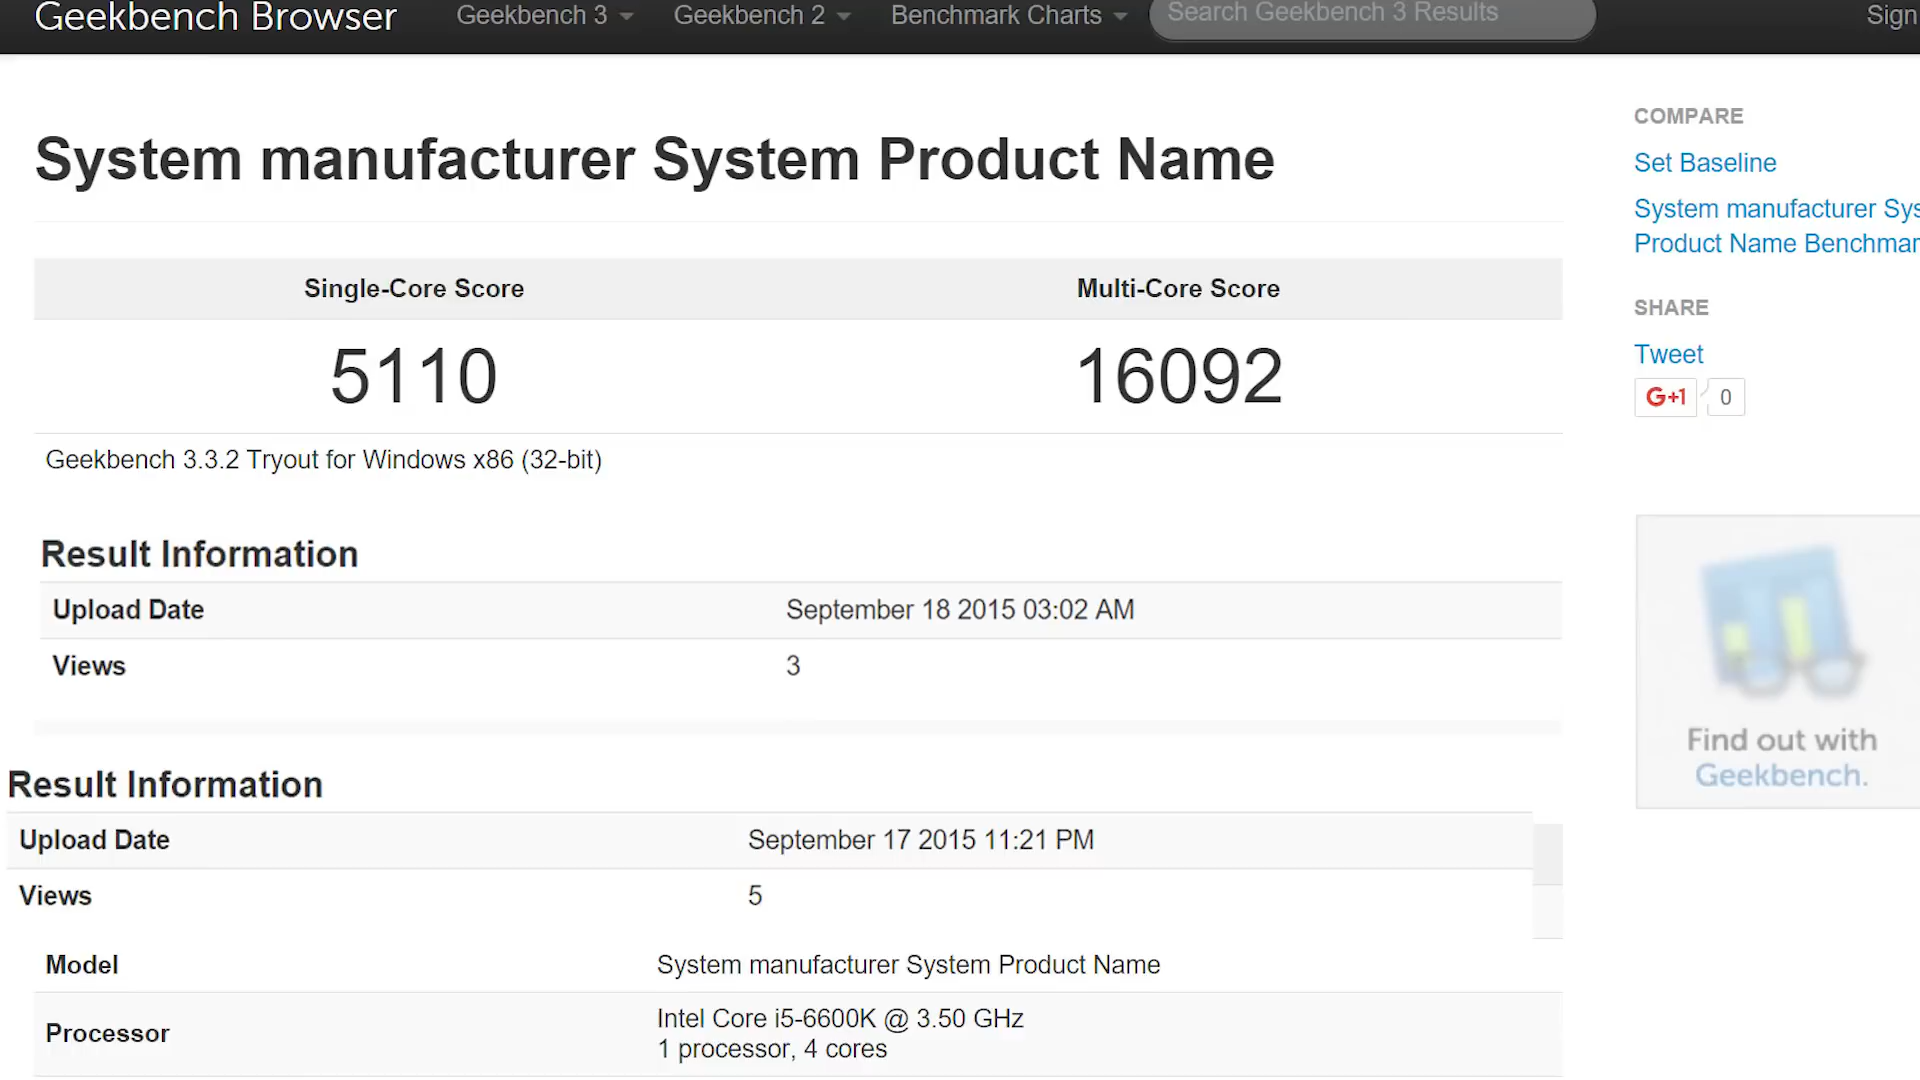 Geekbench Browser Geekbench 3 Geekbench 2 Benchmark Charts Search Geekbench 3 Results Sign
System manufacturer System Product Name
Single-Core Score Multi-Core Score
5110 16092
Geekbench 3.3.2 Tryout for Windows x86 (32-bit)
Result Information
Upload Date September 18 2015 03:02 AM
Views 3
Result Information
Upload Date September 17 2015 11:21 PM
Views 5
Model System manufacturer System Product Name
Processor Intel Core i5-6600K @ 3.50 GHz
1 processor, 4 cores
COMPARE
Set Baseline
System manufacturer Sys
Product Name Benchmar
SHARE
Tweet
G+1 0
Find out with
Geekbench.